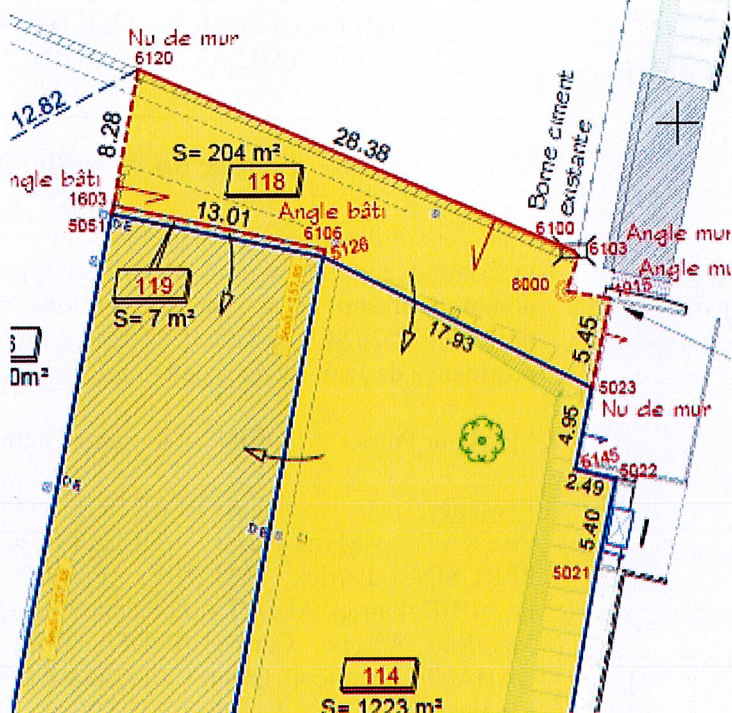 Nu de mur
6120
12.82
8.28
28.38
Borne ciment
existante
S= 204 m²
118
ngle bâti
1603
13.01
Angle bâti
6106
5126
5051
6100
6103
Angle mur
Angle mu
8000
4915
119
S= 7 m²
17.93
5.45
0m²
5023
Nu de mur
4.95
6145
5022
2.49
5.40
5021
114
S= 1223 m²